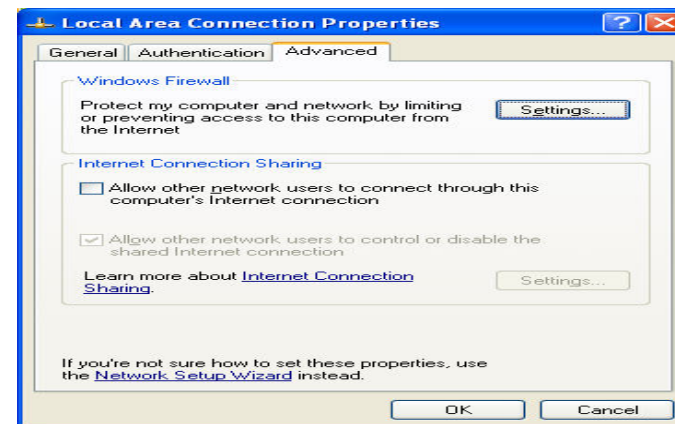 Local Area Connection Properties
General Authentication Advanced
Windows Firewall
Protect my computer and network by limiting
or preventing access to this computer from
the Internet
Settings...
Internet Connection Sharing
Allow other network users to connect through this
computer's Internet connection
Allow other network users to control or disable the
shared Internet connection
Learn more about Internet Connection
Sharing.
Settings...
If you're not sure how to set these properties, use
the Network Setup Wizard instead.
OK Cancel